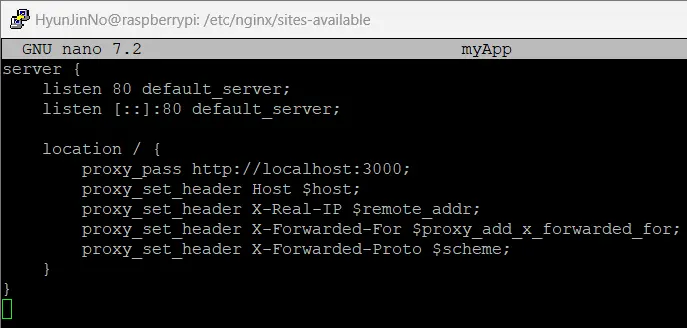 HyunJinNo@raspberrypi: /etc/nginx/sites-available
GNU nano 7.2 myApp
server {
    listen 80 default_server;
    listen [::]:80 default_server;

    location / {
        proxy_pass http://localhost:3000;
        proxy_set_header Host $host;
        proxy_set_header X-Real-IP $remote_addr;
        proxy_set_header X-Forwarded-For $proxy_add_x_forwarded_for;
        proxy_set_header X-Forwarded-Proto $scheme;
    }
}